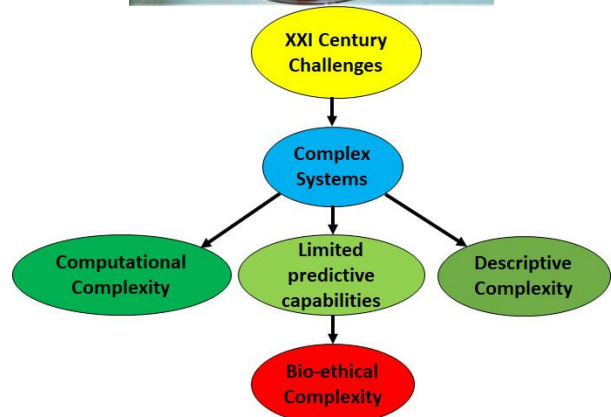 XXI Century
Challenges
Complex
Systems
Computational
Complexity
Limited
predictive
capabilities
Descriptive
Complexity
Bio-ethical
Complexity